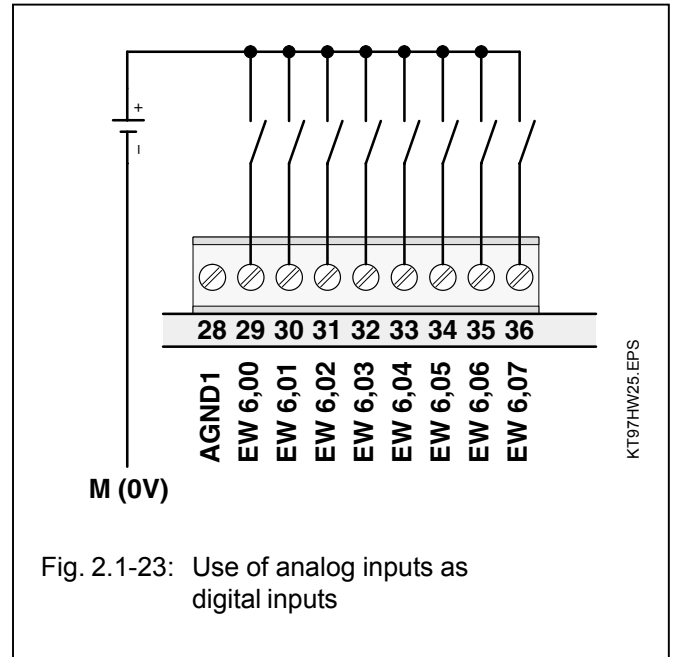 +
–
28 29 30 31 32 33 34 35 36
AGND1
EW 6,00
EW 6,01
EW 6,02
EW 6,03
EW 6,04
EW 6,05
EW 6,06
EW 6,07
KT97HW25.EPS
M (0V)
Fig. 2.1-23: Use of analog inputs as
digital inputs